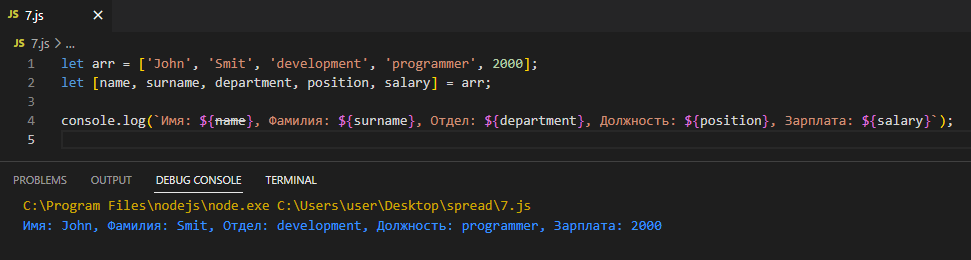 JS 7.js ×
JS 7.js > ...
1 let arr = ['John', 'Smit', 'development', 'programmer', 2000];
2 let [name, surname, department, position, salary] = arr;
3
4 console.log(`Имя: ${name}, Фамилия: ${surname}, Отдел: ${department}, Должность: ${position}, Зарплата: ${salary}`);
5
PROBLEMS OUTPUT DEBUG CONSOLE TERMINAL
C:\Program Files\nodejs\node.exe C:\Users\user\Desktop\spread\7.js
Имя: John, Фамилия: Smit, Отдел: development, Должность: programmer, Зарплата: 2000